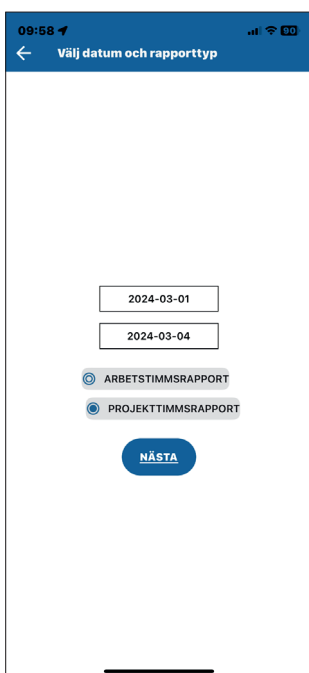 09:58
90
Välj datum och rapporttyp
2024-03-01
2024-03-04
ARBETSTIMMSRAPPORT
PROJEKTTIMMSRAPPORT
NÄSTA